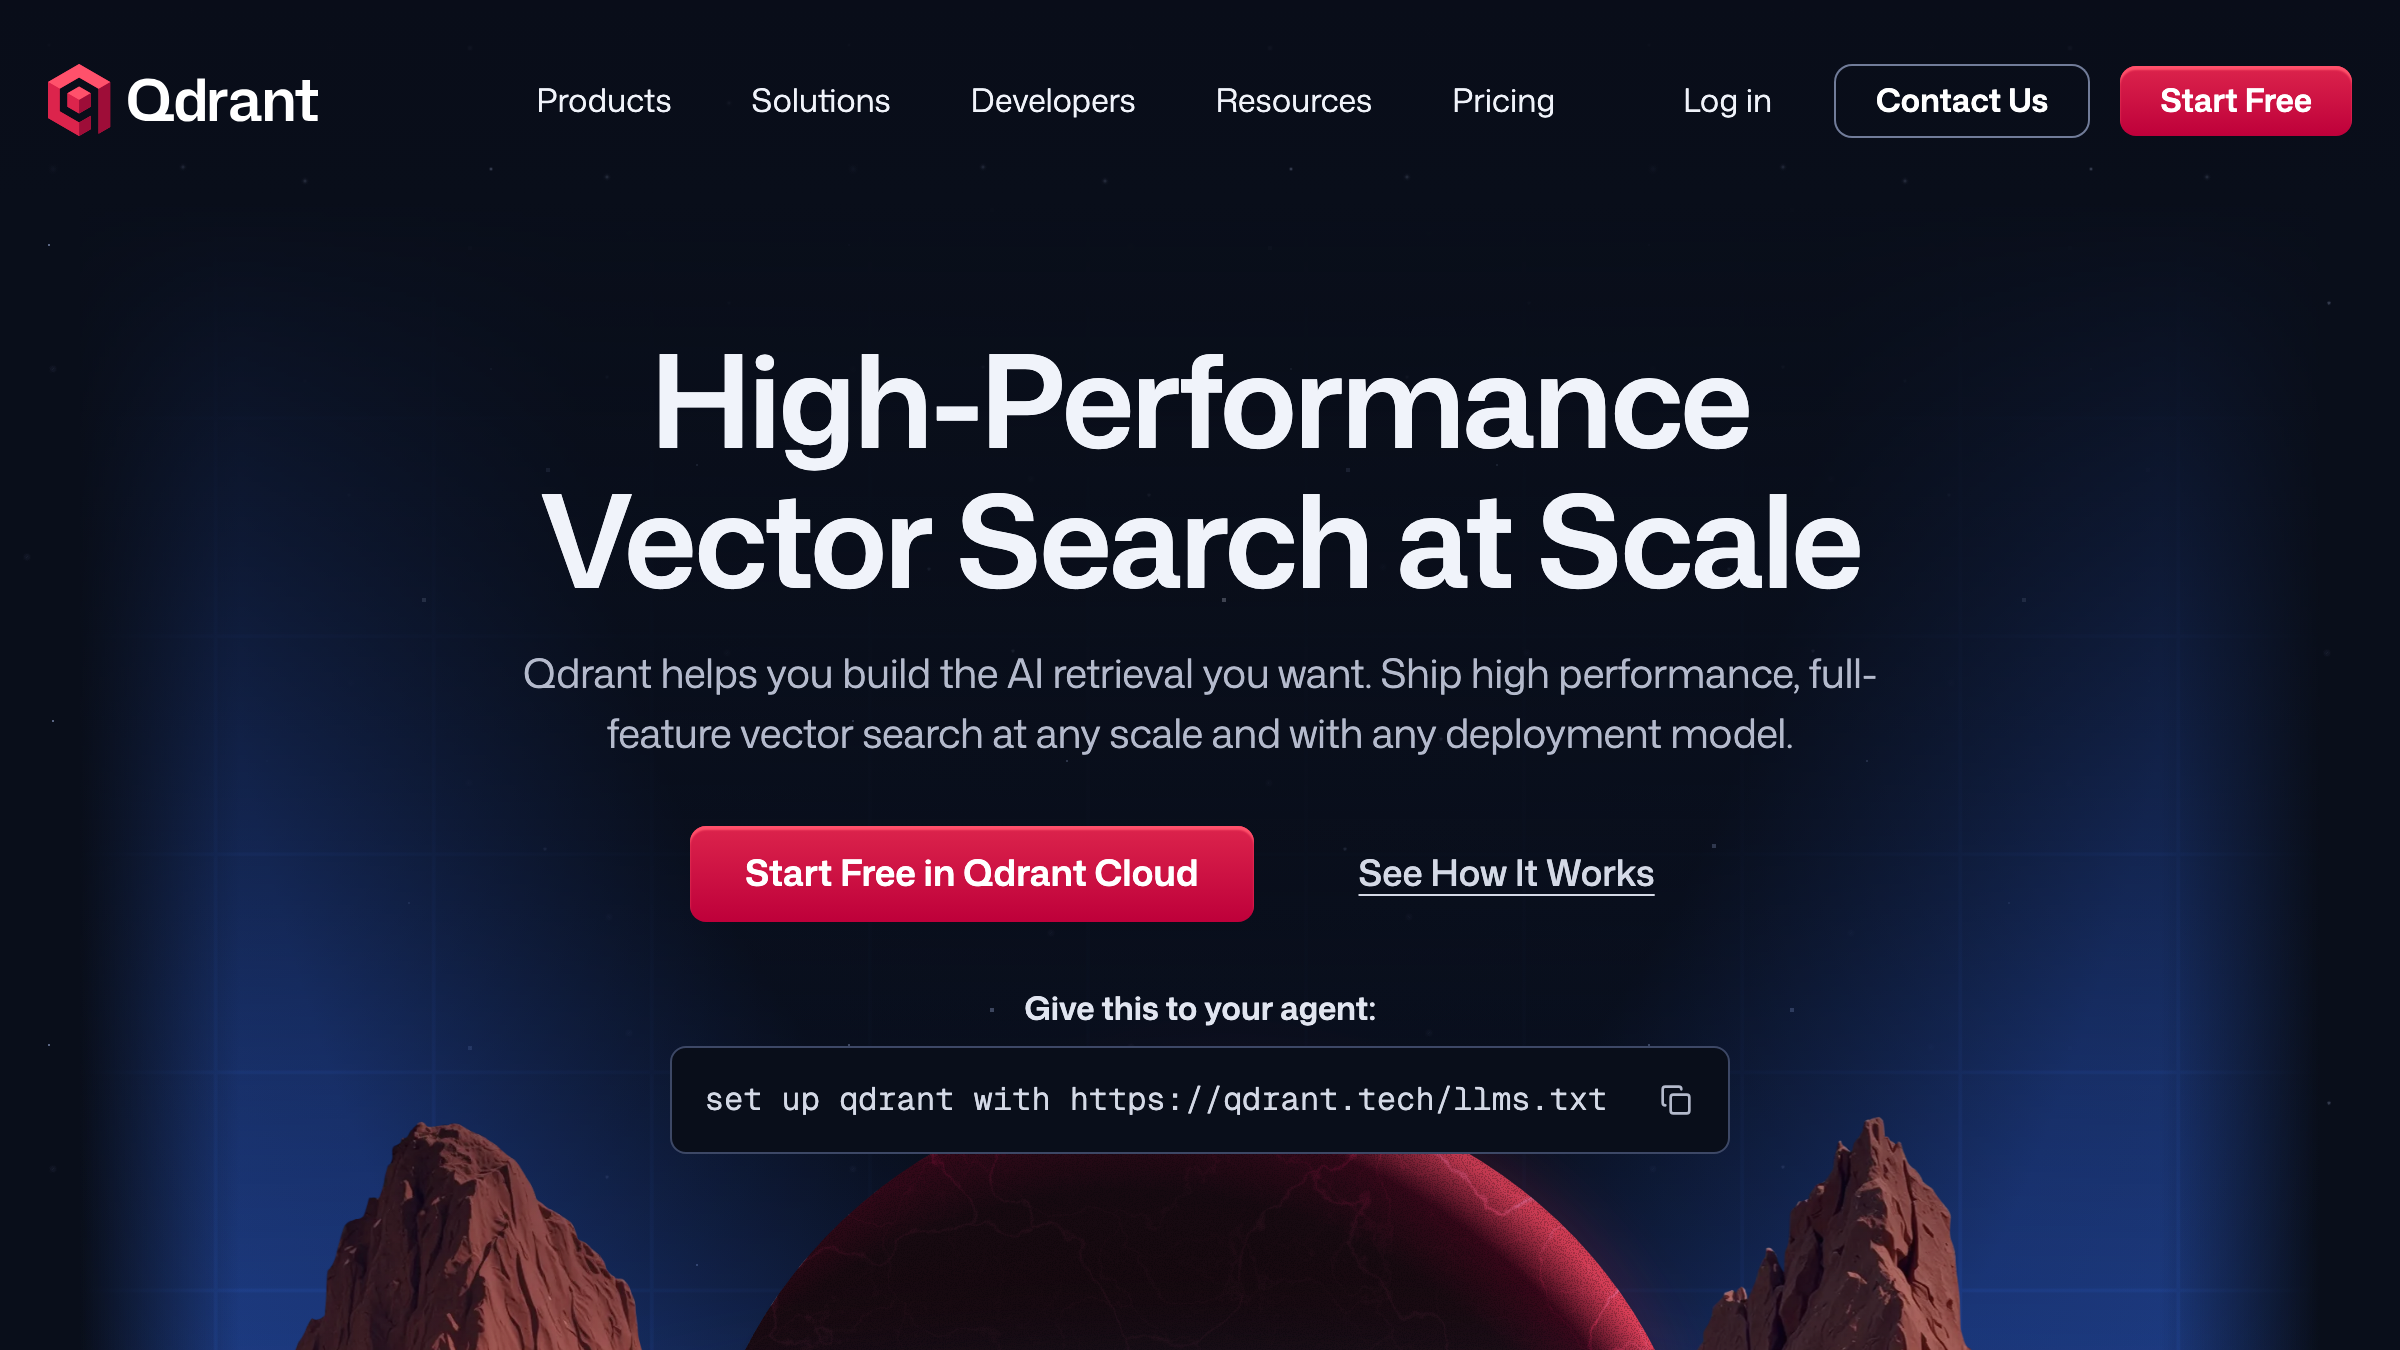 Qdrant
Products
Solutions
Developers
Resources
Pricing
Log in
Contact Us
Start Free
High-Performance
Vector Search at Scale
Qdrant helps you build the AI retrieval you want. Ship high performance, full-
feature vector search at any scale and with any deployment model.
Start Free in Qdrant Cloud
See How It Works
Give this to your agent:
set up qdrant with https://qdrant.tech/llms.txt